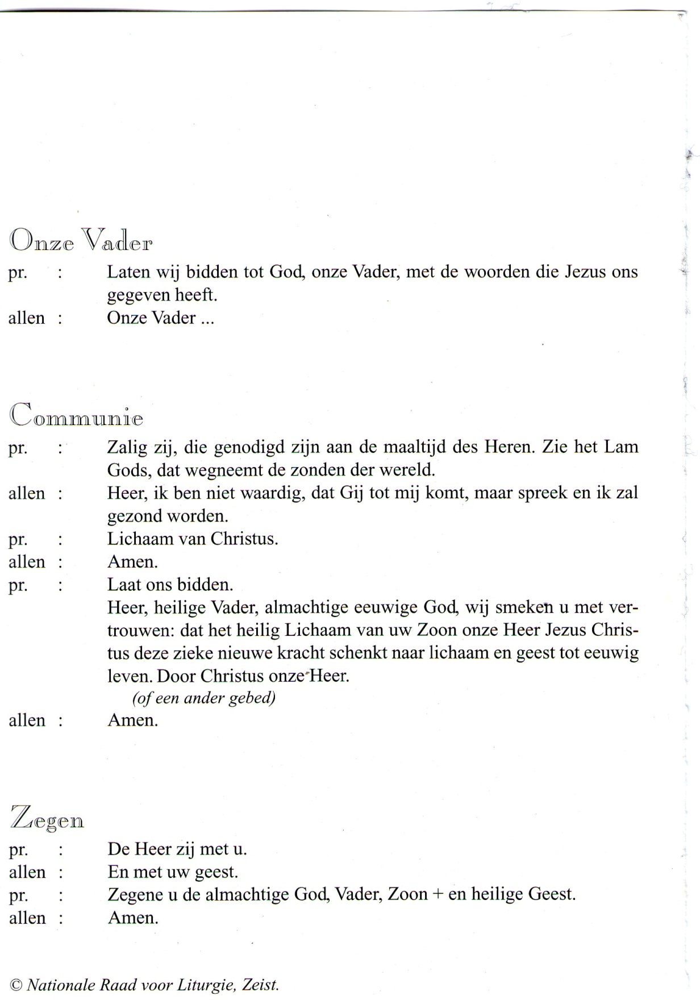 Onze Vader
pr. : Laten wij bidden tot God, onze Vader, met de woorden die Jezus ons
gegeven heeft.
allen : Onze Vader ...
Communie
pr. : Zalig zij, die genodigd zijn aan de maaltijd des Heren. Zie het Lam
Gods, dat wegneemt de zonden der wereld.
allen : Heer, ik ben niet waardig, dat Gij tot mij komt, maar spreek en ik zal
gezond worden.
pr. : Lichaam van Christus.
allen : Amen.
pr. : Laat ons bidden.
Heer, heilige Vader, almachtige eeuwige God, wij smeken u met ver-
trouwen: dat het heilig Lichaam van uw Zoon onze Heer Jezus Chris-
tus deze zieke nieuwe kracht schenkt naar lichaam en geest tot eeuwig
leven. Door Christus onze Heer.
(of een ander gebed)
allen : Amen.
Zegen
pr. : De Heer zij met u.
allen : En met uw geest.
pr. : Zegene u de almachtige God, Vader, Zoon + en heilige Geest.
allen : Amen.
© Nationale Raad voor Liturgie, Zeist.